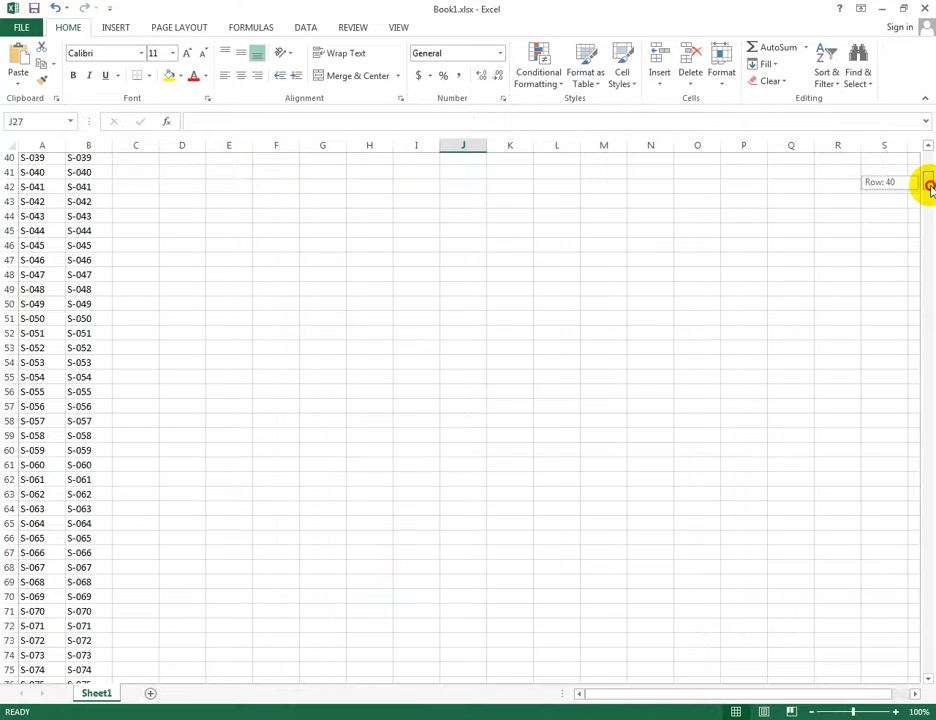 Book1.xlsx - Excel
?
FILE HOME INSERT PAGE LAYOUT FORMULAS DATA REVIEW VIEW Sign in
Calibri 11 Wrap Text General AutoSum
Paste B I U Merge & Center $ % , Conditional Formatting Format as Table Cell Styles Insert Delete Format Fill Clear Sort & Filter Find & Select
Clipboard Font Alignment Number Styles Cells Editing
J27 fx
A B C D E F G H I J K L M N O P Q R S
40 S-039 S-039
Row: 40
41 S-040 S-040
42 S-041 S-041
43 S-042 S-042
44 S-043 S-043
45 S-044 S-044
46 S-045 S-045
47 S-046 S-046
48 S-047 S-047
49 S-048 S-048
50 S-049 S-049
51 S-050 S-050
52 S-051 S-051
53 S-052 S-052
54 S-053 S-053
55 S-054 S-054
56 S-055 S-055
57 S-056 S-056
58 S-057 S-057
59 S-058 S-058
60 S-059 S-059
61 S-060 S-060
62 S-061 S-061
63 S-062 S-062
64 S-063 S-063
65 S-064 S-064
66 S-065 S-065
67 S-066 S-066
68 S-067 S-067
69 S-068 S-068
70 S-069 S-069
71 S-070 S-070
72 S-071 S-071
73 S-072 S-072
74 S-073 S-073
75 S-074 S-074
Sheet1
READY 100%